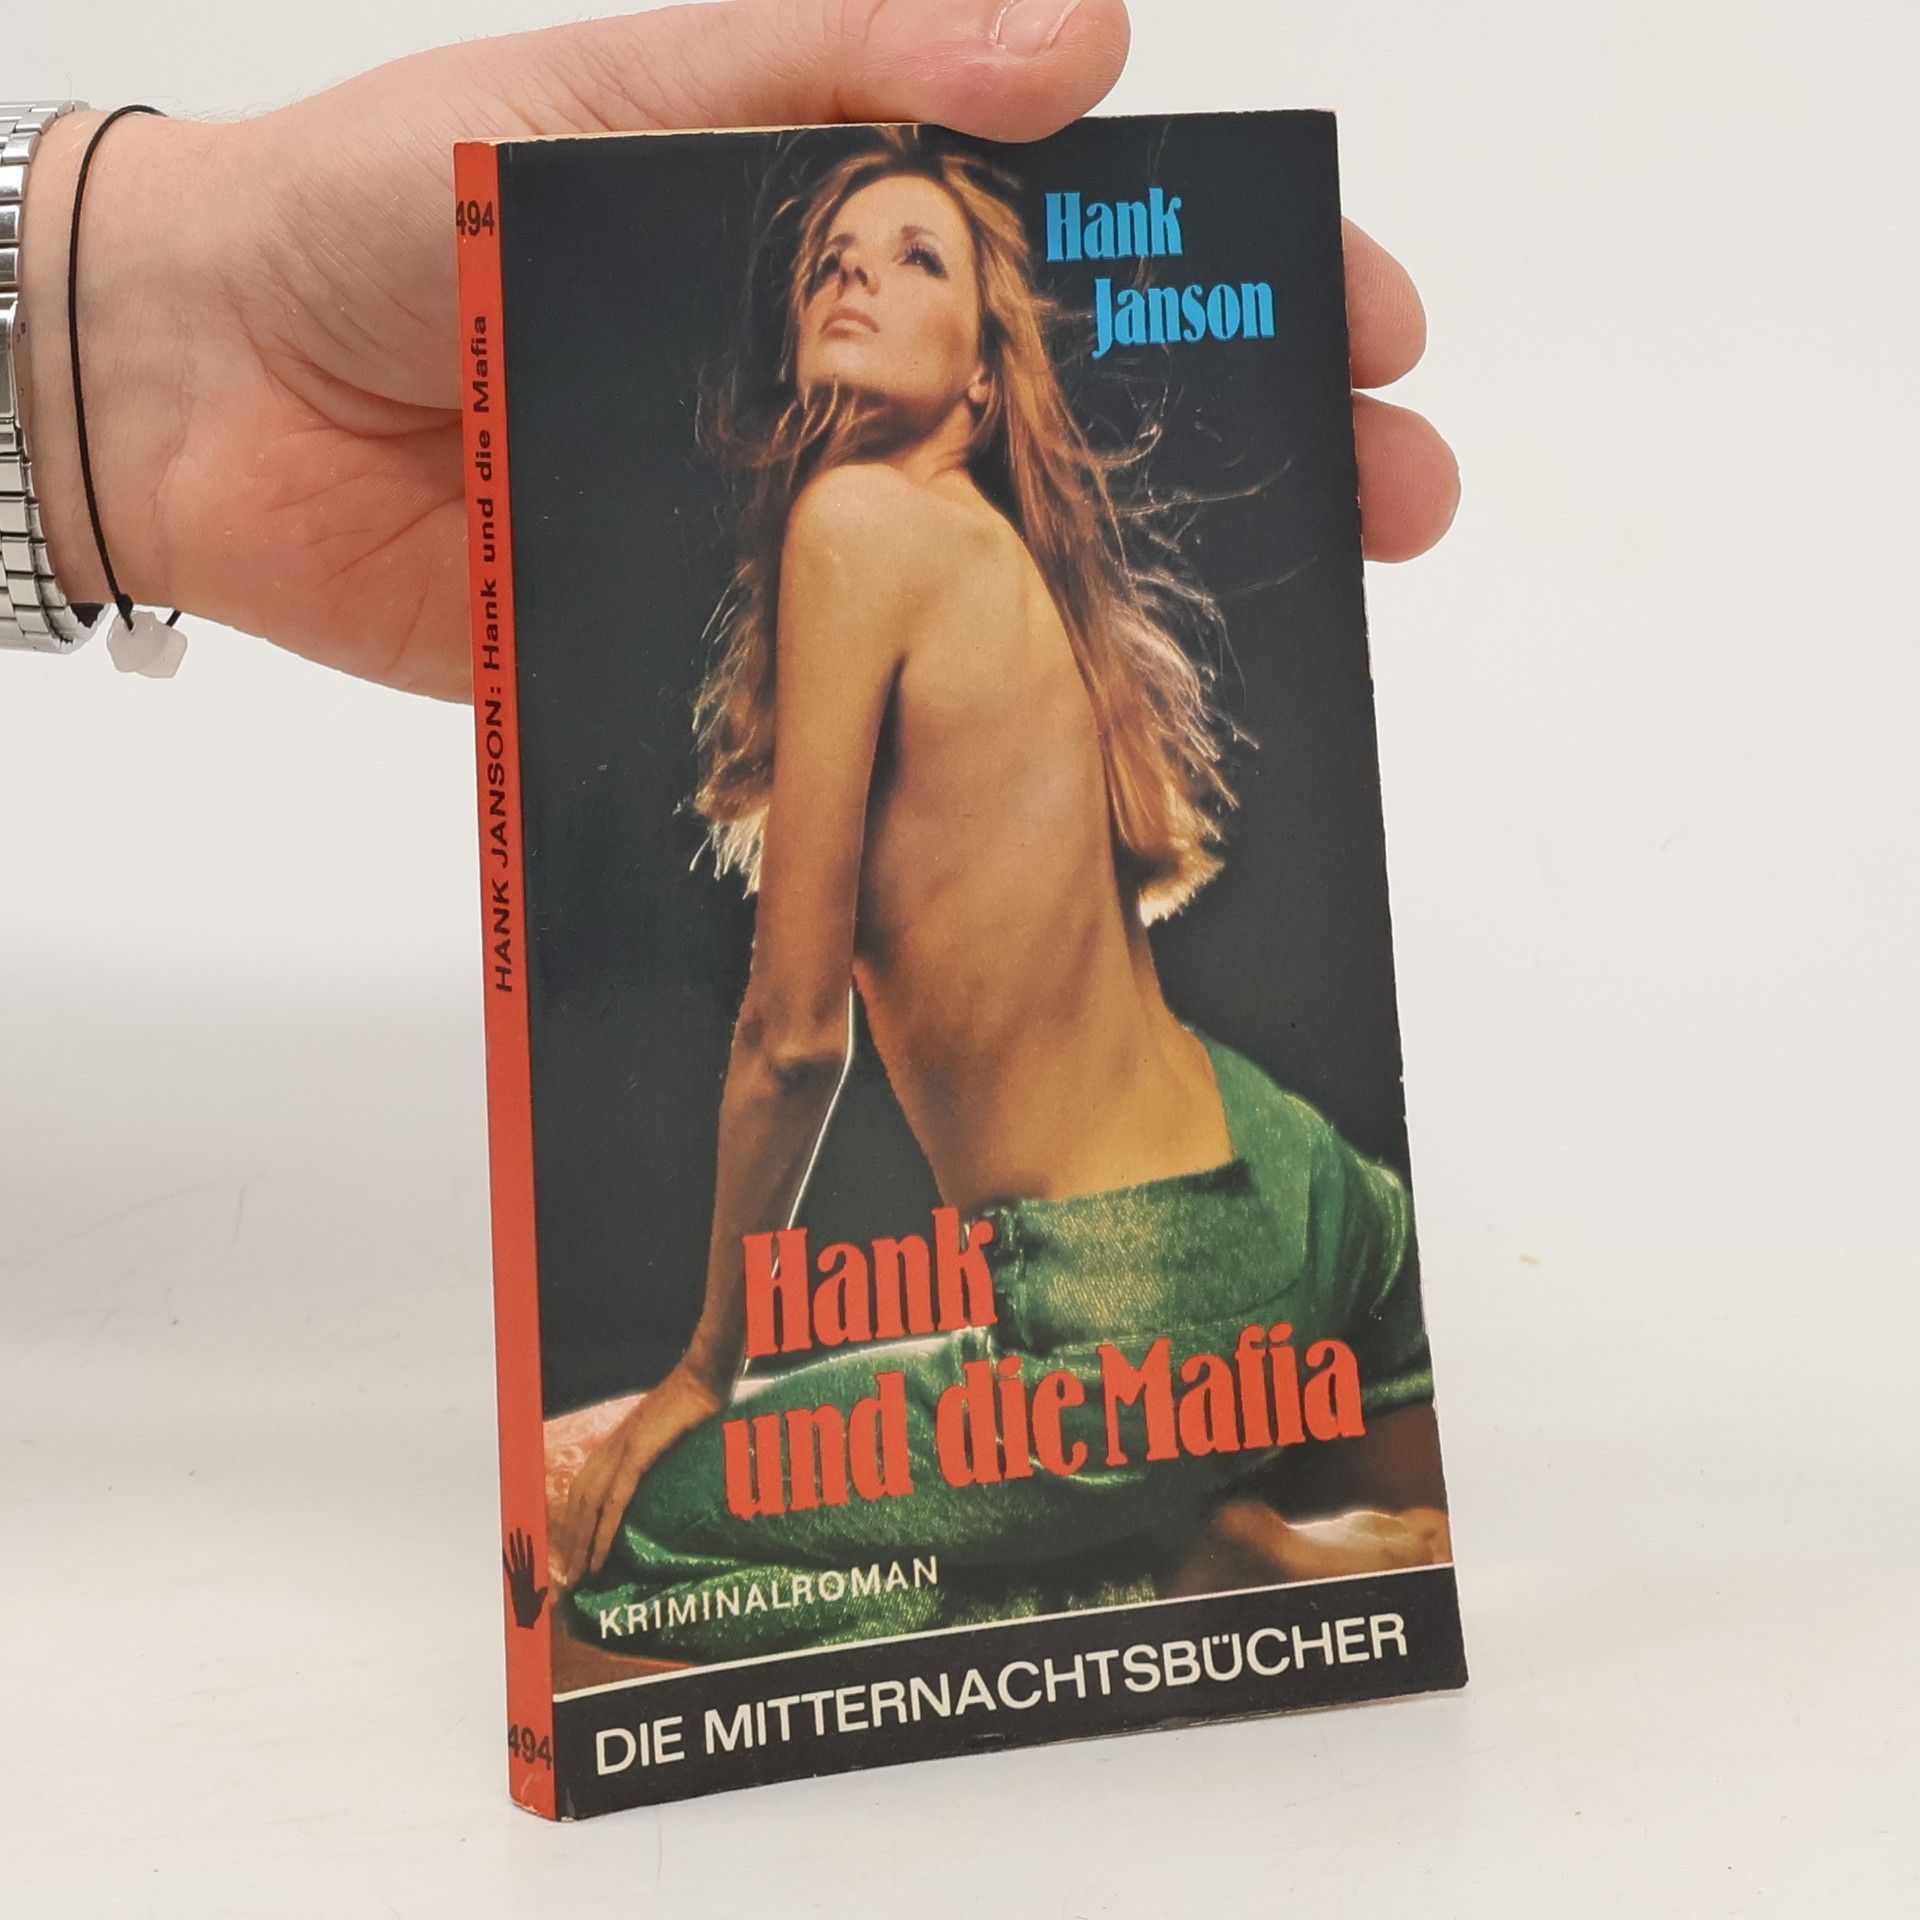 494
HANK JANSON: Hank und die Mafia
494
Hank
Janson
Hank
und die Mafia
KRIMINALROMAN
DIE MITTERNACHTSBÜCHER